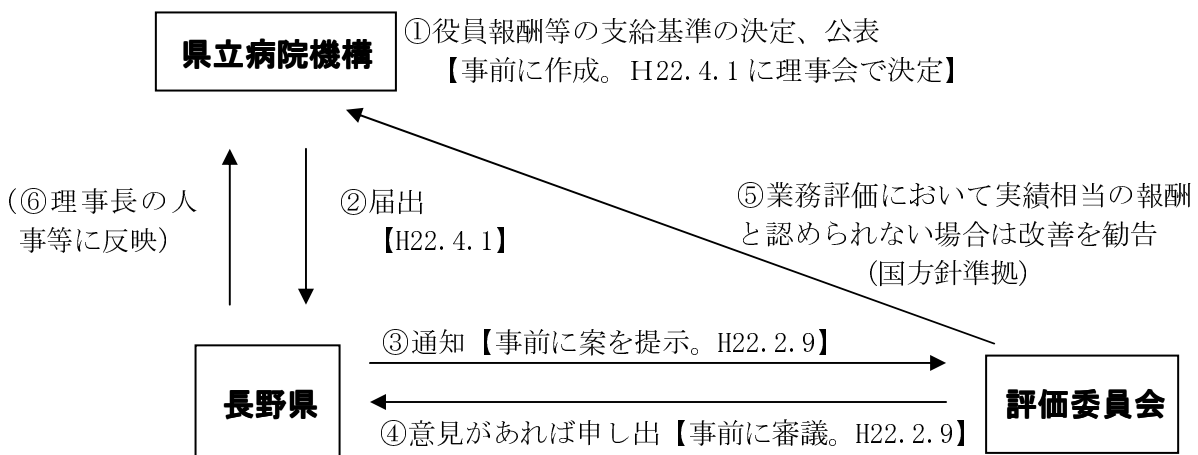 県立病院機構
①役員報酬等の支給基準の決定、公表
【事前に作成。H22.4.1に理事会で決定】
(⑥理事長の人
事等に反映)
②届出
【H22.4.1】
⑤業務評価において実績相当の報酬
と認められない場合は改善を勧告
(国方針準拠)
③通知【事前に案を提示。H22.2.9】
長野県
評価委員会
④意見があれば申し出【事前に審議。H22.2.9】